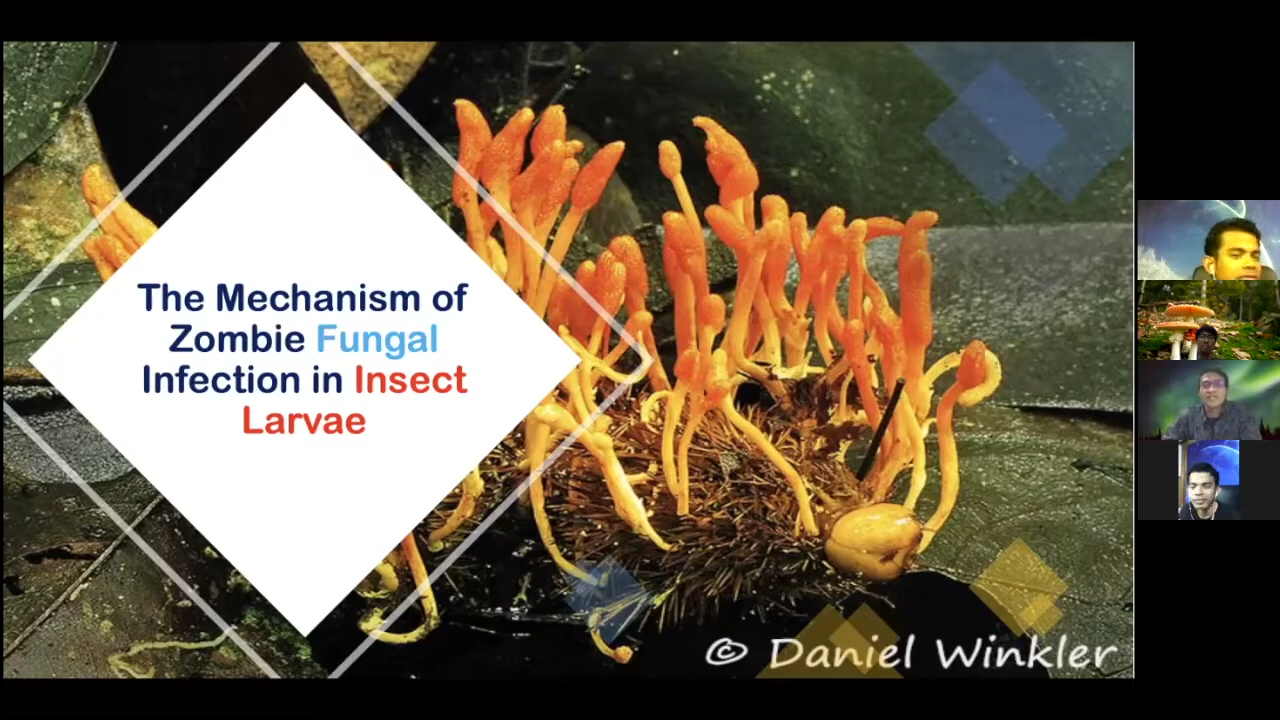 The Mechanism of
Zombie Fungal
Infection in Insect
Larvae
© Daniel Winkler